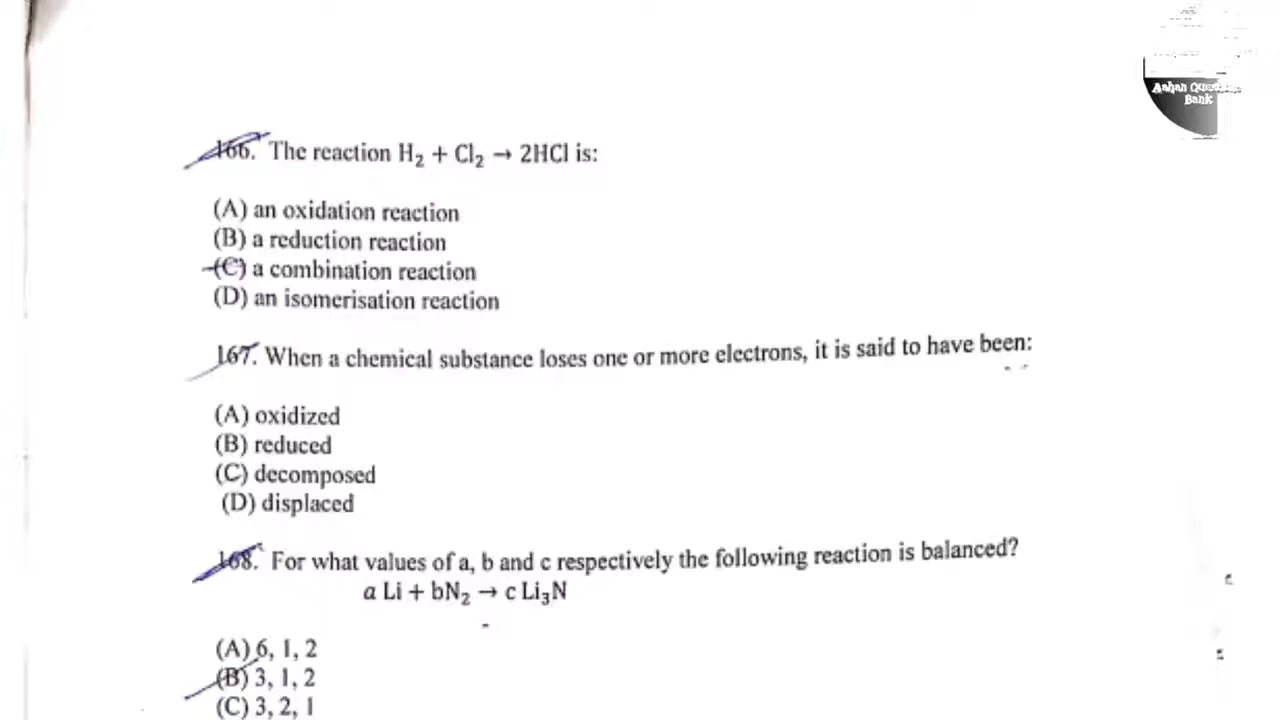 Aahan Question
Bank
166. The reaction H₂ + Cl₂ → 2HCl is:
(A) an oxidation reaction
(B) a reduction reaction
(C) a combination reaction
(D) an isomerisation reaction
167. When a chemical substance loses one or more electrons, it is said to have been:
(A) oxidized
(B) reduced
(C) decomposed
(D) displaced
168. For what values of a, b and c respectively the following reaction is balanced?
a Li + bN₂ → c Li₃N
(A) 6, 1, 2
(B) 3, 1, 2
(C) 3, 2, 1